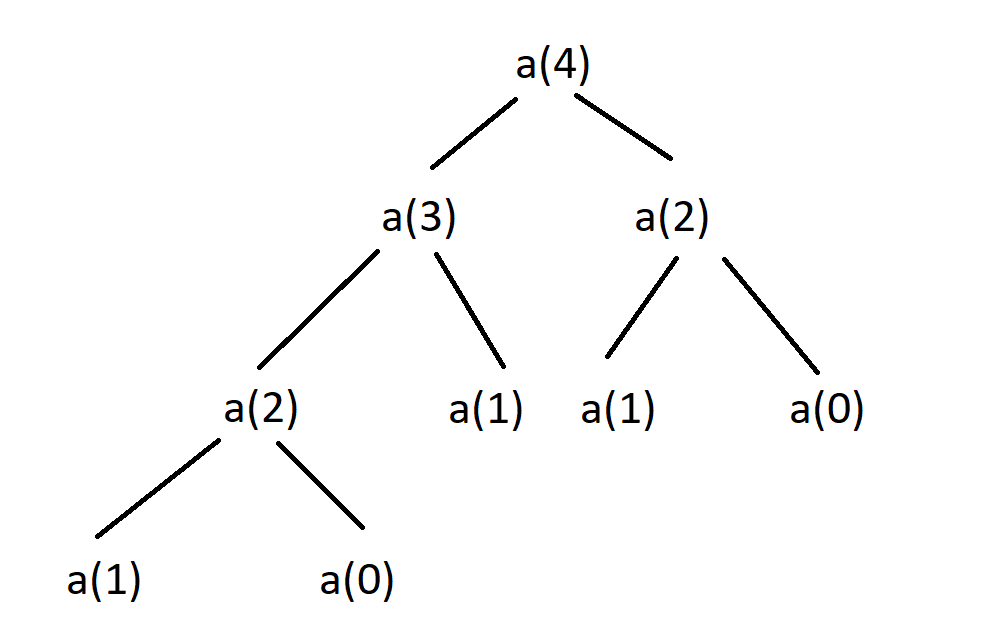 a(4)
a(3) a(2)
a(2) a(1) a(1) a(0)
a(1) a(0)